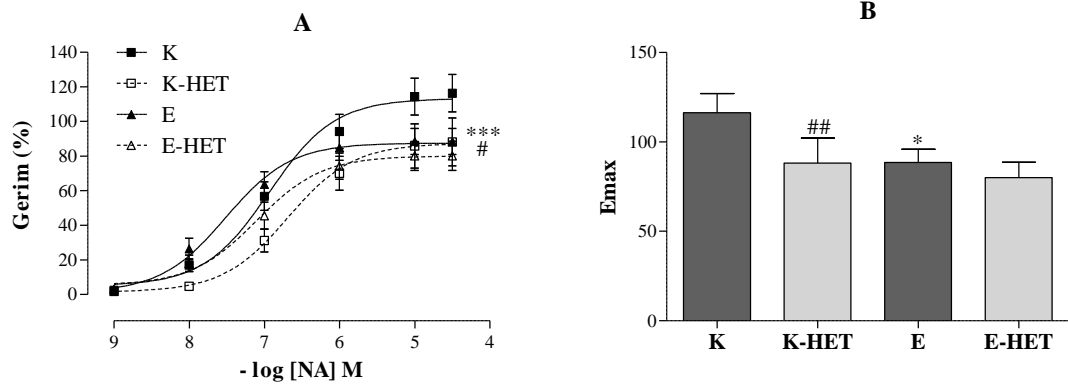 A
140
120
100
80
60
40
20
0
Gerim (%)
K
K-HET
E
E-HET
***
#
9 8 7 6 5 4
- log [NA] M
B
150
100
50
0
Emax
##
*
K K-HET E E-HET